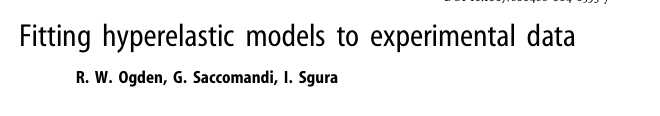 Fitting hyperelastic models to experimental data
R. W. Ogden, G. Saccomandi, I. Sgura